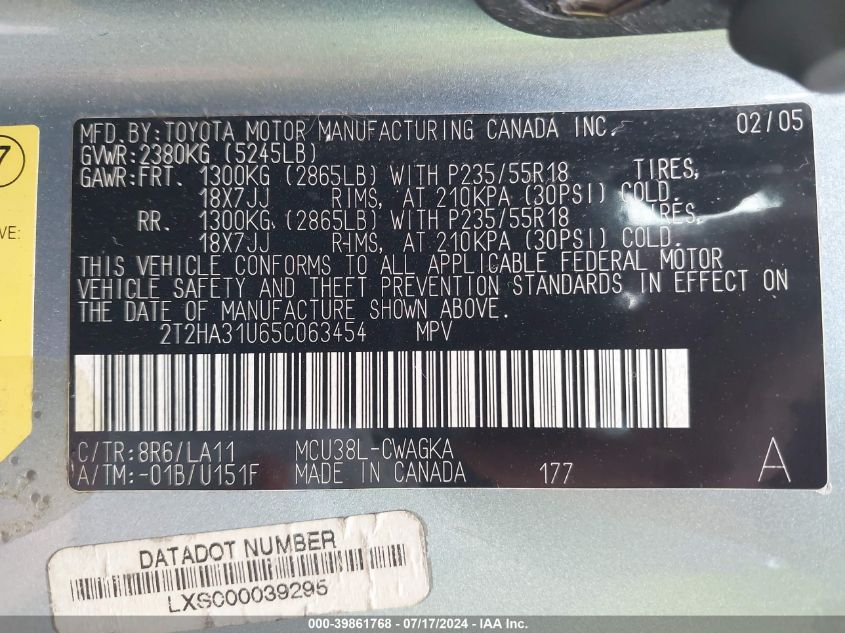 MFD.BY:TOYOTA MOTOR MANUFACTURING CANADA INC. 02/05
GVWR:2380KG (5245LB)
GAWR:FRT. 1300KG (2865LB) WITH P235/55R18 TIRES,
18X7JJ RIMS, AT 210KPA (30PSI) COLD.
RR. 1300KG (2865LB) WITH P235/55R18 TIRES,
18X7JJ RIMS, AT 210KPA (30PSI) COLD.
THIS VEHICLE CONFORMS TO ALL APPLICABLE FEDERAL MOTOR
VEHICLE SAFETY AND THEFT PREVENTION STANDARDS IN EFFECT ON
THE DATE OF MANUFACTURE SHOWN ABOVE.
2T2HA31U65C063454 MPV
C/TR:8R6/LA11 MCU38L-CWAGKA
A/TM:-01B/U151F MADE IN CANADA 177 A
7
VE:
DATADOT NUMBER
LXSC00039295
000-39861768 - 07/17/2024 - IAA, Inc.